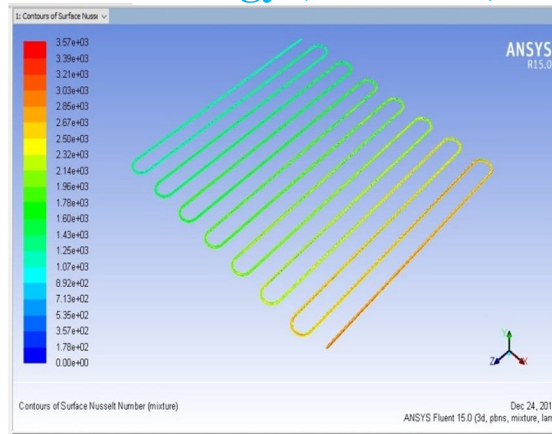 1: Contours of Surface Nusse
ANSYS
R15.0
3.57e+03
3.39e+03
3.21e+03
3.03e+03
2.85e+03
2.67e+03
2.50e+03
2.32e+03
2.14e+03
1.96e+03
1.78e+03
1.60e+03
1.43e+03
1.25e+03
1.07e+03
8.92e+02
7.13e+02
5.35e+02
3.57e+02
1.78e+02
0.00e+00
Y
Z
X
Contours of Surface Nusselt Number (mixture)
Dec 24, 201
ANSYS Fluent 15.0 (3d, pbns, mixture, lam